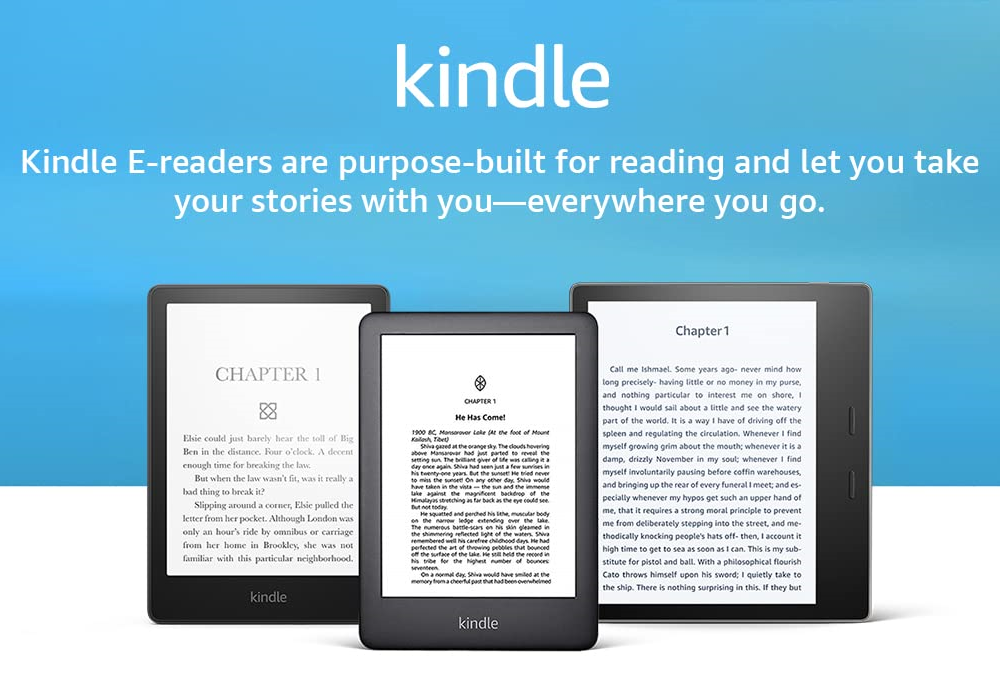 kindle
Kindle E-readers are purpose-built for reading and let you take
your stories with you—everywhere you go.
CHAPTER 1
Elsie could just barely hear the toll of Big
Ben in the distance. Four o'clock. A decent
enough time for breaking the law.
But when the law wasn't fit, was it really a
bad thing to break it?
Slipping around a corner, Elsie pulled the
letter from her pocket. Although London was
only an hour's ride by omnibus or carriage
from her home in Brookley, she was not
familiar with this particular neighborhood.
kindle
CHAPTER 1
He Has Come!
1900 BC, Mansarovar Lake (At the foot of Mount
Kailash, Tibet)
Shiva gazed at the orange sky. The clouds hovering
above Mansarovar had just parted to reveal the
setting sun. The brilliant giver of life was calling it a
day once again. Shiva had seen just a few sunrises in
his twenty-one years. But the sunset! He tried never
to miss the sunset! On any other day, Shiva would
have taken in the vista — the sun and the immense
lake against the magnificent backdrop of the
Himalayas stretching as far back as the eye could see.
But not today.
He squatted and perched his lithe, muscular body
on the narrow ledge extending over the lake.
The numerous battle-scars on his skin gleamed in
the shimmering reflected light of the waters. Shiva
remembered well his carefree childhood days. He had
perfected the art of throwing pebbles that bounced
off the surface of the lake. He still held the record in
his tribe for the highest number of bounces:
seventeen.
On a normal day, Shiva would have smiled at the
memory from a cheerful past that had been overwhelmed
kindle
Chapter 1
Call me Ishmael. Some years ago- never mind how
long precisely- having little or no money in my purse,
and nothing particular to interest me on shore, I
thought I would sail about a little and see the watery
part of the world. It is a way I have of driving off the
spleen and regulating the circulation. Whenever I find
myself growing grim about the mouth; whenever it is a
damp, drizzly November in my soul; whenever I find
myself involuntarily pausing before coffin warehouses,
and bringing up the rear of every funeral I meet; and es-
pecially whenever my hypos get such an upper hand of
me, that it requires a strong moral principle to prevent
me from deliberately stepping into the street, and me-
thodically knocking people's hats off- then, I account it
high time to get to sea as soon as I can. This is my sub-
stitute for pistol and ball. With a philosophical flourish
Cato throws himself upon his sword; I quietly take to
the ship. There is nothing surprising in this. If they but